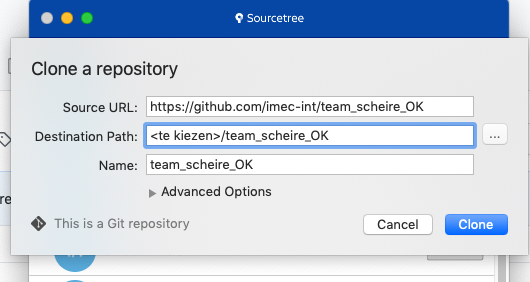 Sourcetree
Clone a repository
Source URL: https://github.com/imec-int/team_scheire_OK
Destination Path: <te kiezen>/team_scheire_OK ...
Name: team_scheire_OK
Advanced Options
This is a Git repository Cancel Clone